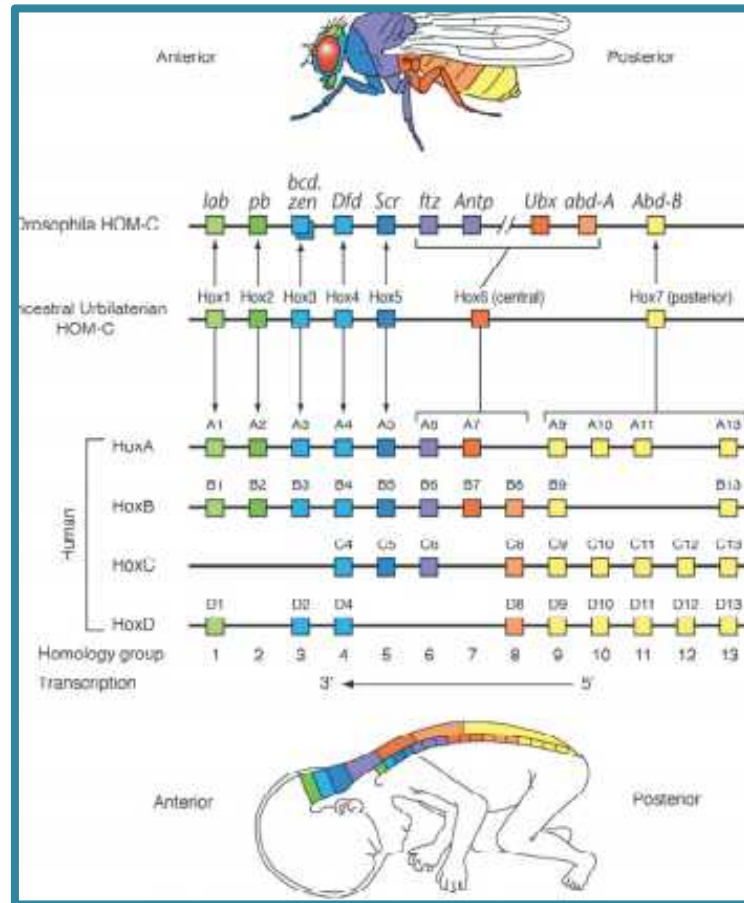 Anterior Posterior
bcd,
lab pb zen Dfd Scr ftz Antp Ubx abd-A Abd-B
Drosophila HOM-C
Hox1 Hox2 Hox3 Hox4 Hox5 Hox6 (central) Hox7 (posterior)
ncestral Urbilaterian
HOM-C
A1 A2 A3 A4 A5 A6 A7 A9 A10 A11 A13
HoxA
B1 B2 B3 B4 B5 B6 B7 B8 B9 B13
HoxB
Human
C4 C5 C6 C8 C9 C10 C11 C12 C13
HoxC
D1 D2 D4 D8 D9 D10 D11 D12 D13
HoxD
Homology group 1 2 3 4 5 6 7 8 9 10 11 12 13
Transcription 3' 5'
Anterior Posterior